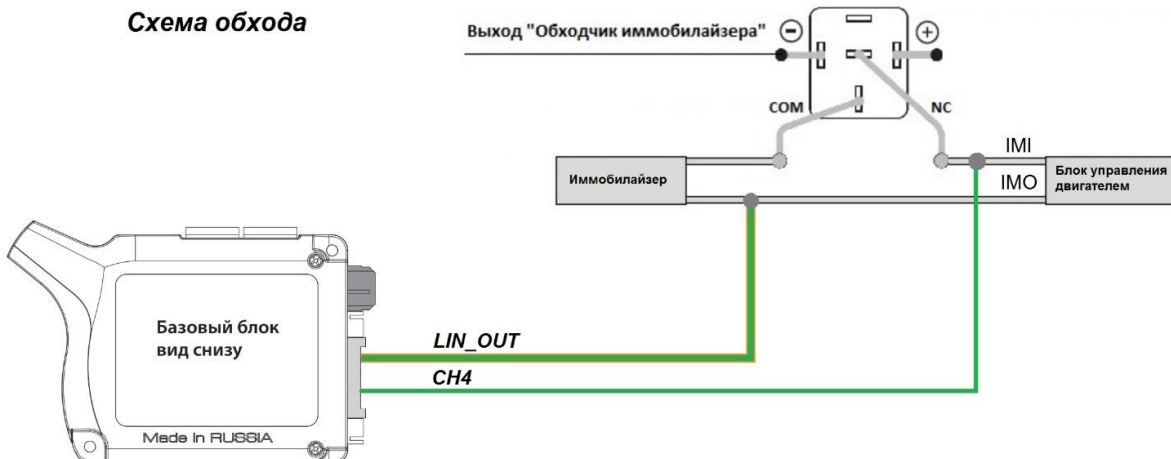 Схема обхода
Выход "Обходчик иммобилайзера"
COM
NC
IMI
Иммобилайзер
IMO
Блок управления
двигателем
Базовый блок
вид снизу
LIN_OUT
CH4
Made in RUSSIA